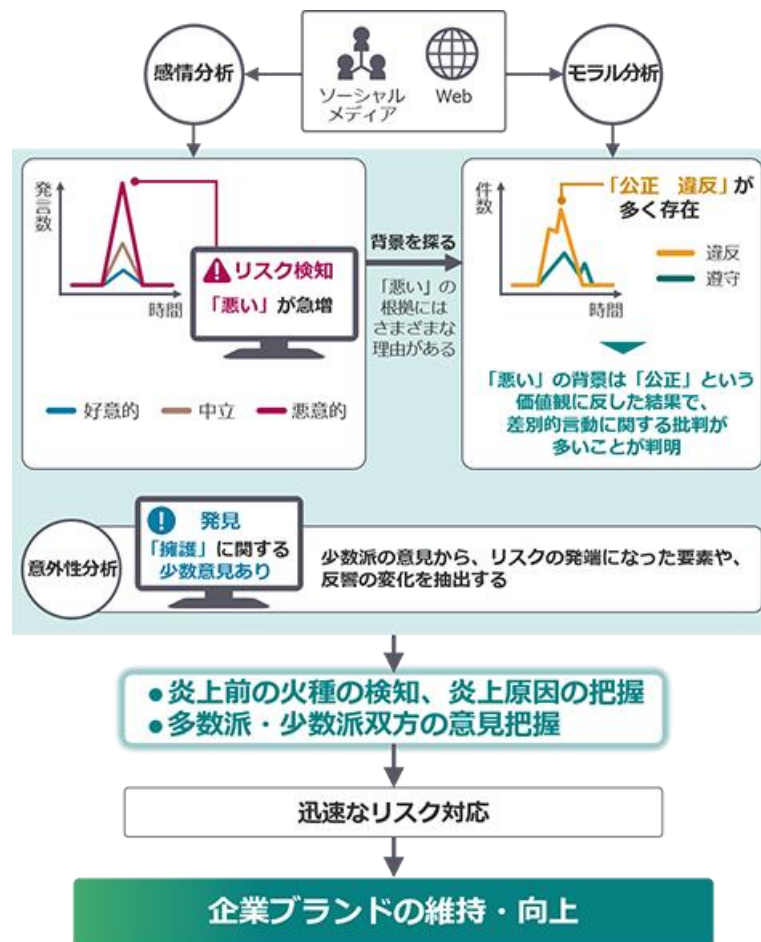 感情分析
ソーシャル
メディア
Web
モラル分析
発言数
時間
リスク検知
「悪い」が急増
好意的
中立
悪意的
背景を探る
「悪い」の
根拠には
さまざまな
理由がある
件数
時間
「公正 違反」が
多く存在
違反
遵守
「悪い」の背景は「公正」という
価値観に反した結果で、
差別的言動に関する批判が
多いことが判明
意外性分析
発見
「擁護」に関する
少数意見あり
少数派の意見から、リスクの発端になった要素や、
反響の変化を抽出する
●炎上前の火種の検知、炎上原因の把握
●多数派・少数派双方の意見把握
迅速なリスク対応
企業ブランドの維持・向上